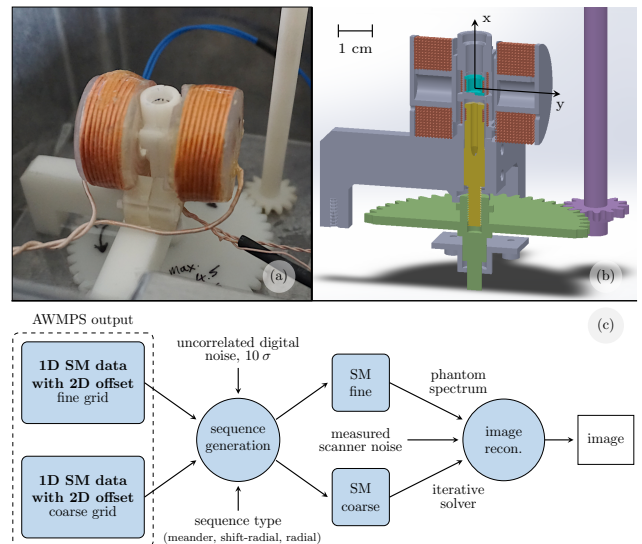 max.
4.5
(a)
1 cm
x
y
(b)
(c)
AWMPS output
1D SM data
with 2D offset
fine grid
1D SM data
with 2D offset
coarse grid
uncorrelated digital
noise, 10 σ
sequence
generation
sequence type
(meander, shift-radial, radial)
SM
fine
SM
coarse
phantom
spectrum
measured
scanner noise
iterative
solver
image
recon.
image